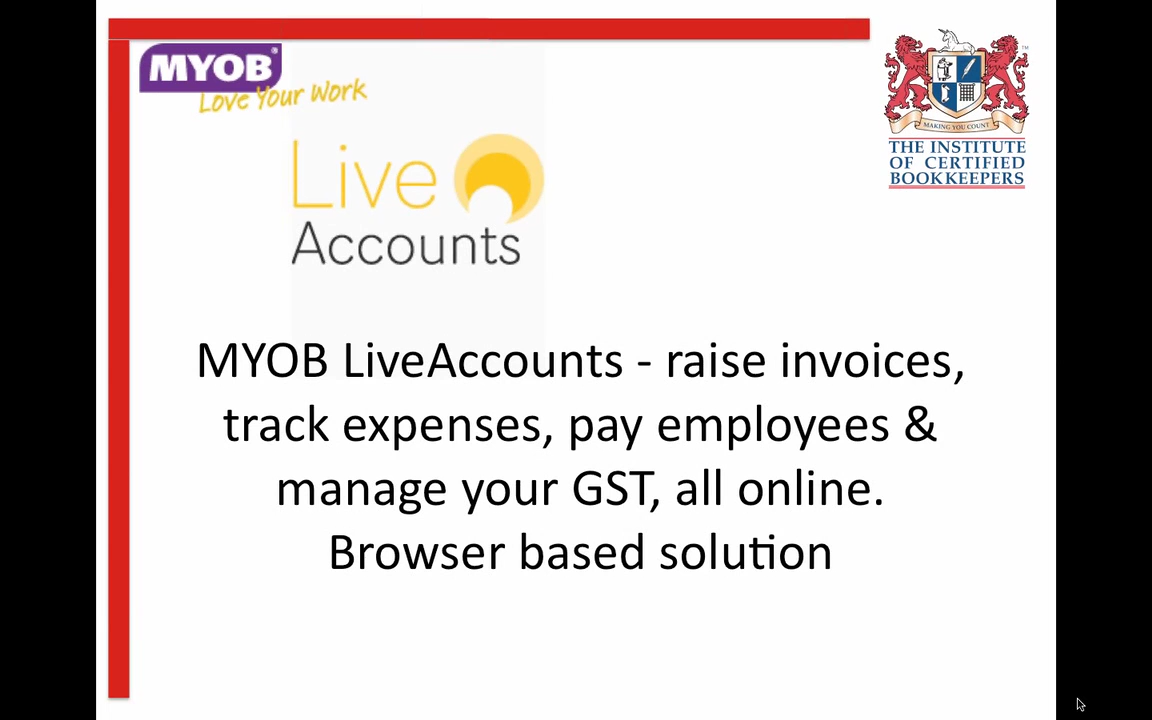 MYOB®
Love Your Work
Live
Accounts
MAKING YOU COUNT
TM
THE INSTITUTE
OF CERTIFIED
BOOKKEEPERS
MYOB LiveAccounts - raise invoices,
track expenses, pay employees &
manage your GST, all online.
Browser based solution